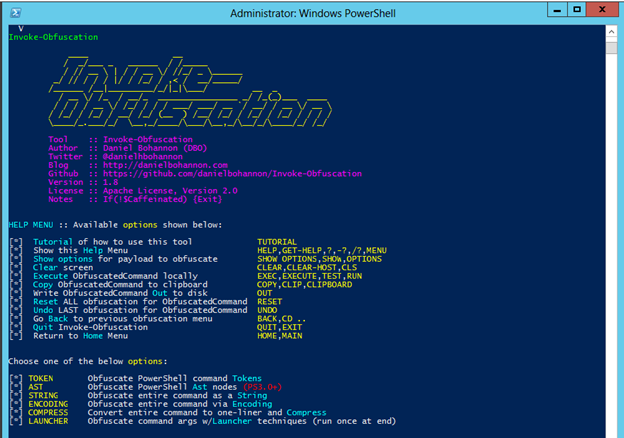 Administrator: Windows PowerShell
V
Invoke-Obfuscation
Tool :: Invoke-Obfuscation
Author :: Daniel Bohannon (DBO)
Twitter :: @danielhbohannon
Blog :: http://danielbohannon.com
Github :: https://github.com/danielbohannon/Invoke-Obfuscation
Version :: 1.8
License :: Apache License, Version 2.0
Notes :: If(!$Caffeinated) {Exit}
HELP MENU :: Available options shown below:
[*] Tutorial of how to use this tool TUTORIAL
[*] Show this Help Menu HELP,GET-HELP,?,-?,/?,MENU
[*] Show options for payload to obfuscate SHOW OPTIONS,SHOW,OPTIONS
[*] Clear screen CLEAR,CLEAR-HOST,CLS
[*] Execute ObfuscatedCommand locally EXEC,EXECUTE,TEST,RUN
[*] Copy ObfuscatedCommand to clipboard COPY,CLIP,CLIPBOARD
[*] Write ObfuscatedCommand Out to disk OUT
[*] Reset ALL obfuscation for ObfuscatedCommand RESET
[*] Undo LAST obfuscation for ObfuscatedCommand UNDO
[*] Go Back to previous obfuscation menu BACK,CD ..
[*] Quit Invoke-Obfuscation QUIT,EXIT
[*] Return to Home Menu HOME,MAIN
Choose one of the below options:
[*] TOKEN Obfuscate PowerShell command Tokens
[*] AST Obfuscate PowerShell Ast nodes (PS3.0+)
[*] STRING Obfuscate entire command as a String
[*] ENCODING Obfuscate entire command via Encoding
[*] COMPRESS Convert entire command to one-liner and Compress
[*] LAUNCHER Obfuscate command args w/Launcher techniques (run once at end)